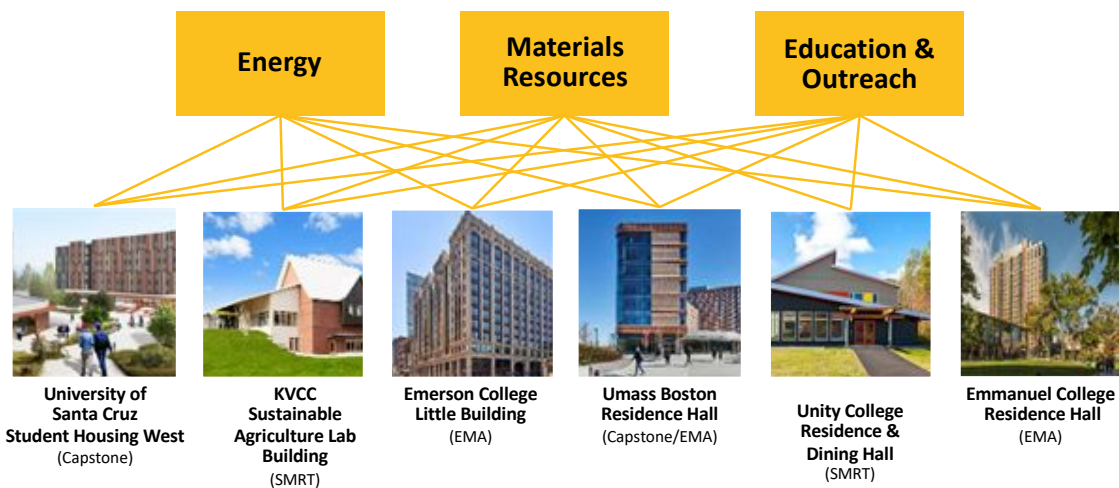 Energy
Materials
Resources
Education &
Outreach
University of
Santa Cruz
Student Housing West
(Capstone)
KVCC
Sustainable
Agriculture Lab
Building
(SMRT)
Emerson College
Little Building
(EMA)
Umass Boston
Residence Hall
(Capstone/EMA)
Unity College
Residence &
Dining Hall
(SMRT)
Emmanuel College
Residence Hall
(EMA)